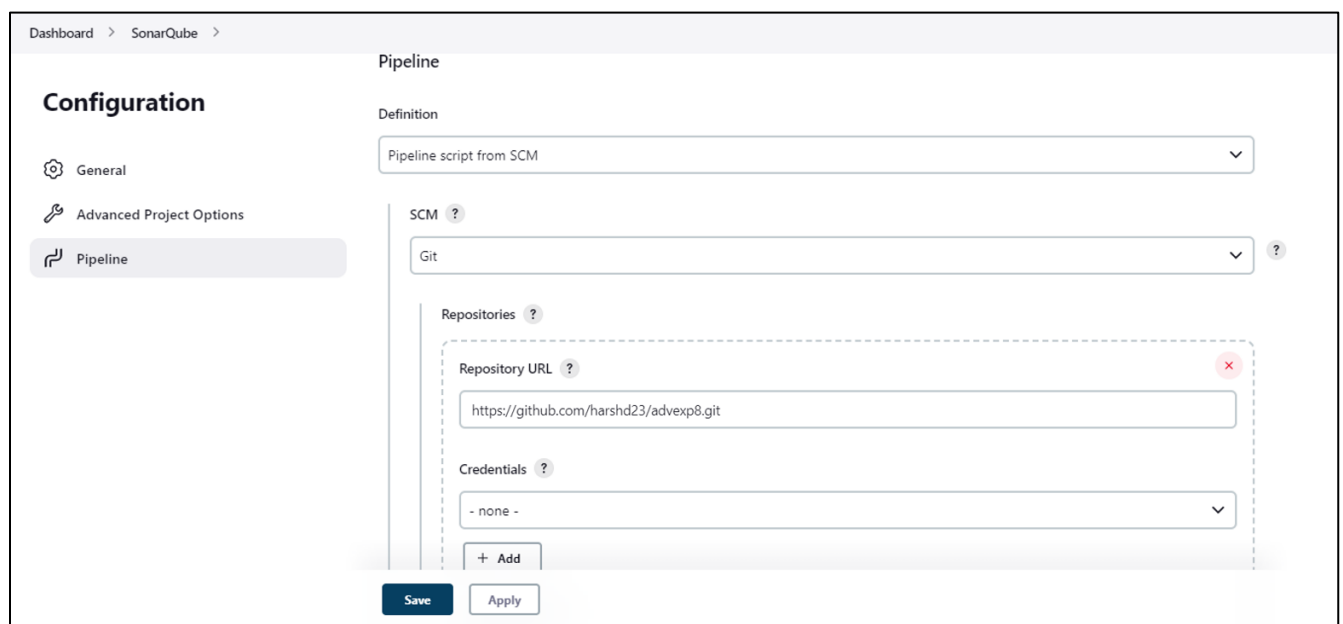 Dashboard > SonarQube >
Configuration
General
Advanced Project Options
Pipeline
Pipeline
Definition
Pipeline script from SCM
SCM ?
Git
?
Repositories ?
Repository URL ?
https://github.com/harshd23/advexp8.git
Credentials ?
- none -
+ Add
Save
Apply